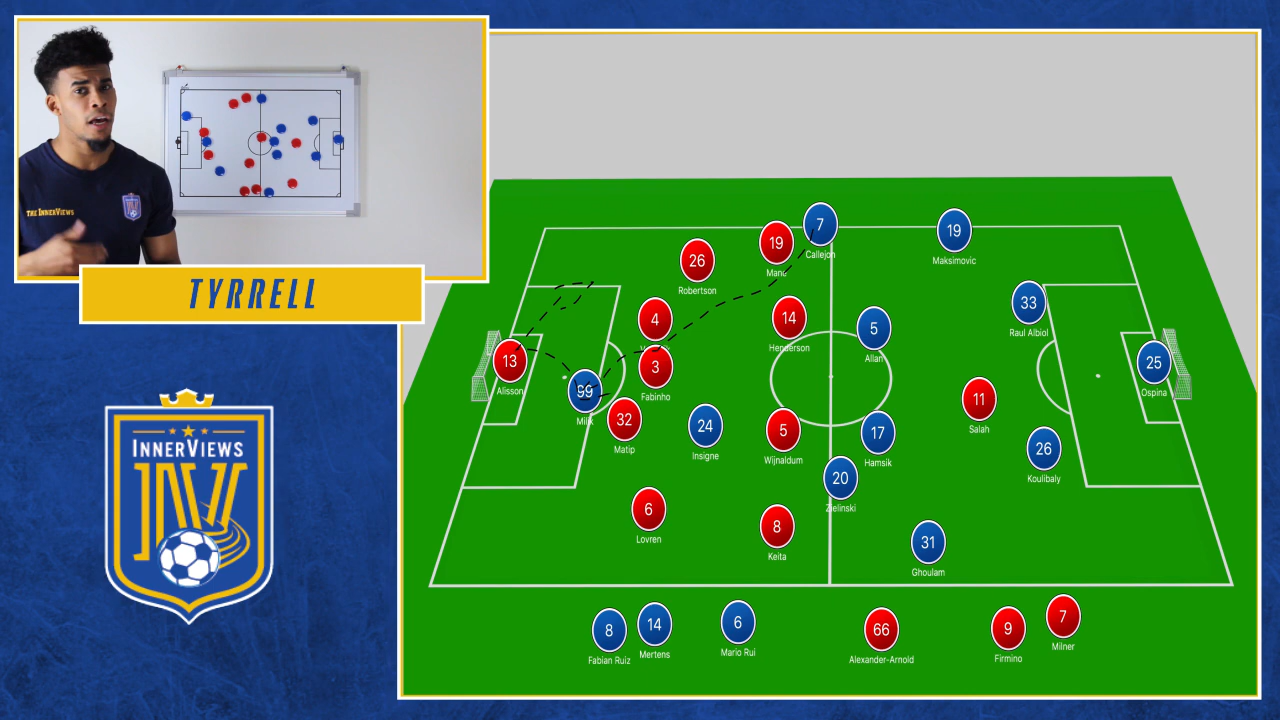 THE INNERVIEWS
TYRRELL
INNERVIEWS
IV
7
Callejon
19
Mane
19
Maksimovic
26
Robertson
33
Raul Albiol
4
14
Henderson
5
Allan
13
Alisson
3
Fabinho
25
Ospina
99
Milik
11
Salah
32
Matip
24
Insigne
5
Wijnaldum
17
Hamsik
26
Koulibaly
20
Zielinski
6
Lovren
8
Keita
31
Ghoulam
8
Fabian Ruiz
14
Mertens
6
Mario Rui
66
Alexander-Arnold
9
Firmino
7
Milner